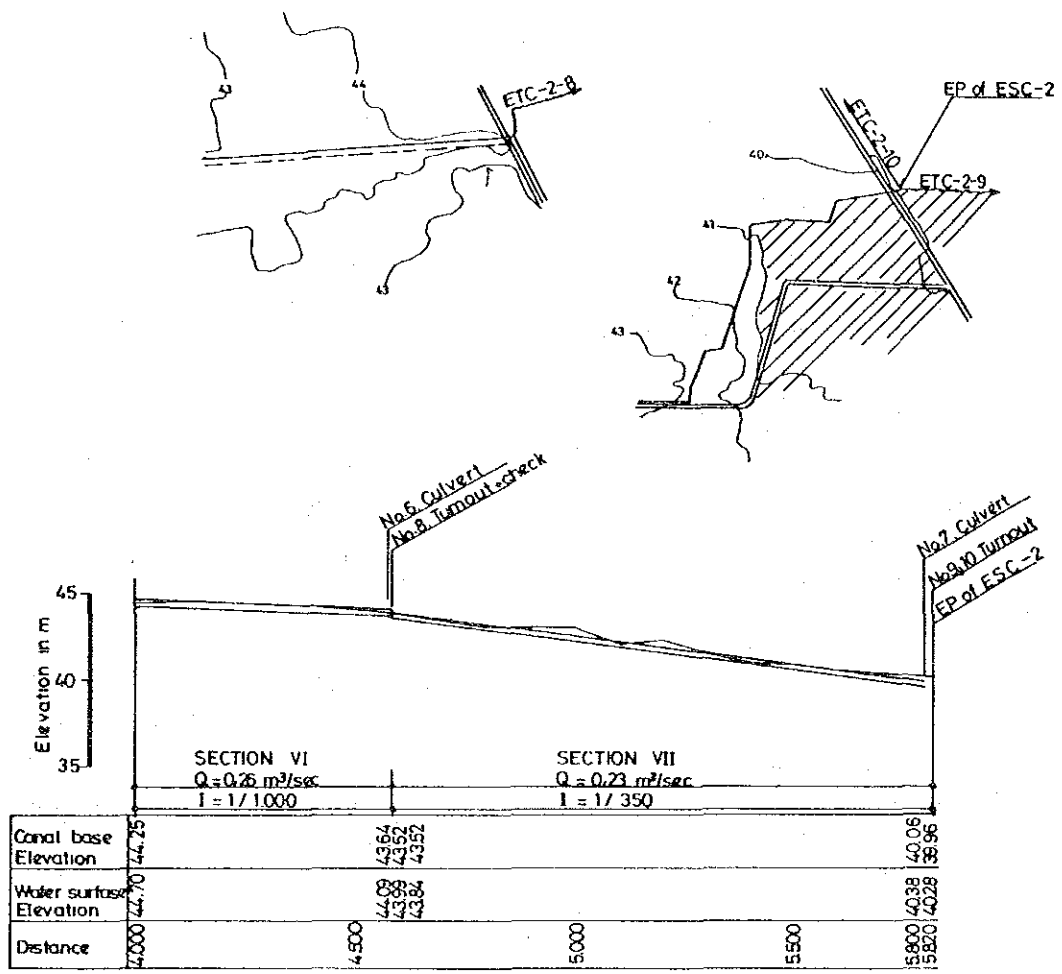 43
44
ETC-2-8
43
EP of ESC-2
ETC-2-10
40
ETC-2-9
41
42
43
No.6. Culvert
No.8. Turnout+check
No.7. Culvert
No.9,10 Turnout
EP of ESC-2
Elevation in m
45
40
35
SECTION VI
Q = 0,26 m³/sec
I = 1/ 1.000
SECTION VII
Q = 0,23 m³/sec
I = 1/ 350
Canal base Elevation
44.25
43.64
43.52
43.52
40.06
39.96
Water surface Elevation
44.70
44.09
43.99
43.84
40.38
40.28
Distance
4.000
5.000
5.500
5.800
5.820